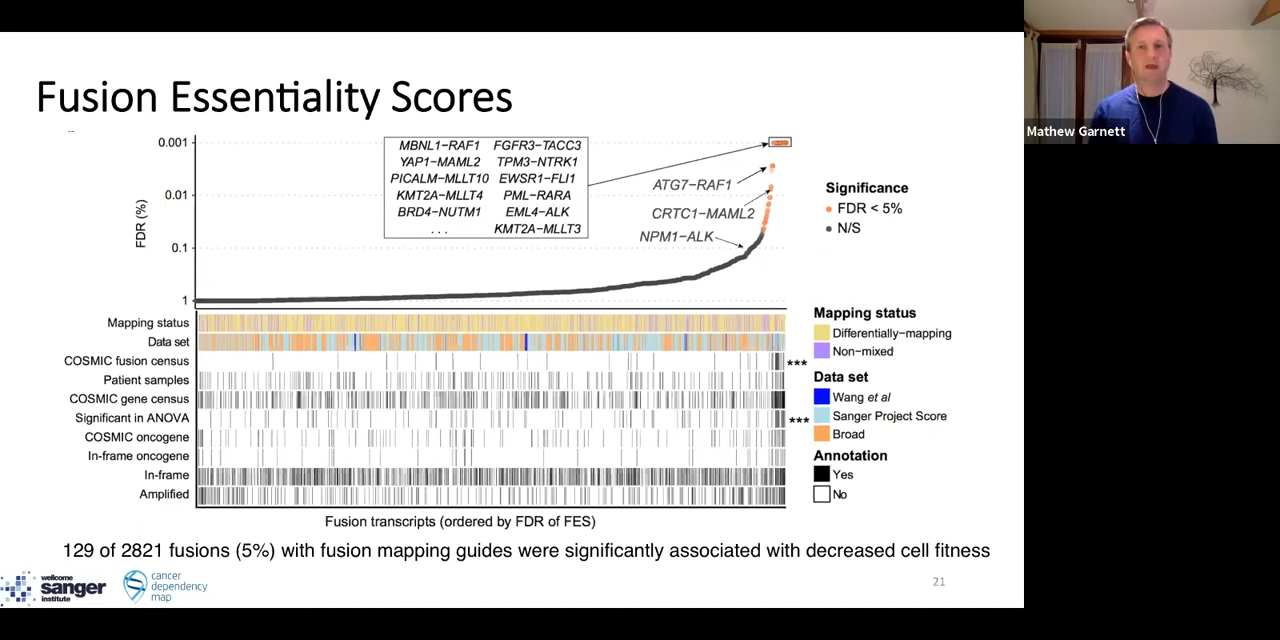 Fusion Essentiality Scores
0.001
0.01
0.1
1
FDR (%)
MBNL1−RAF1 FGFR3−TACC3
YAP1−MAML2 TPM3−NTRK1
PICALM−MLLT10 EWSR1−FLI1
KMT2A−MLLT4 PML−RARA
BRD4−NUTM1 EML4−ALK
. . . KMT2A−MLLT3
ATG7−RAF1
CRTC1−MAML2
NPM1−ALK
Significance
FDR < 5%
N/S
Mapping status
Data set
COSMIC fusion census
***
Patient samples
COSMIC gene census
Significant in ANOVA
***
COSMIC oncogene
In-frame oncogene
In-frame
Amplified
Fusion transcripts (ordered by FDR of FES)
Mapping status
Differentially−mapping
Non−mixed
Data set
Wang et al
Sanger Project Score
Broad
Annotation
Yes
No
129 of 2821 fusions (5%) with fusion mapping guides were significantly associated with decreased cell fitness
wellcome
sanger
institute
cancer
dependency
map
21
Mathew Garnett